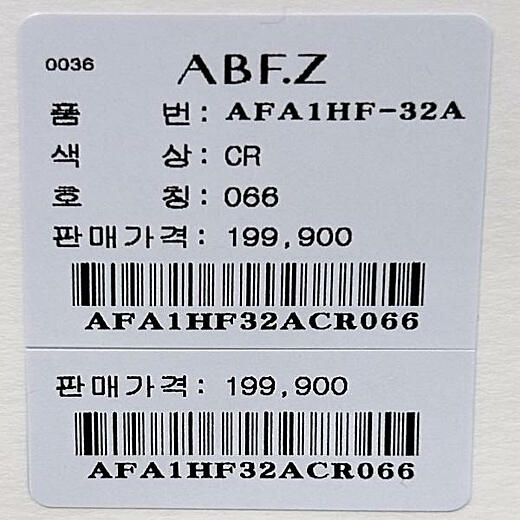 0036 ABF.Z
품 번: AFA1HF-32A
색 상: CR
호 칭: 066
판매가격: 199,900
AFA1HF32ACR066
판매가격: 199,900
AFA1HF32ACR066